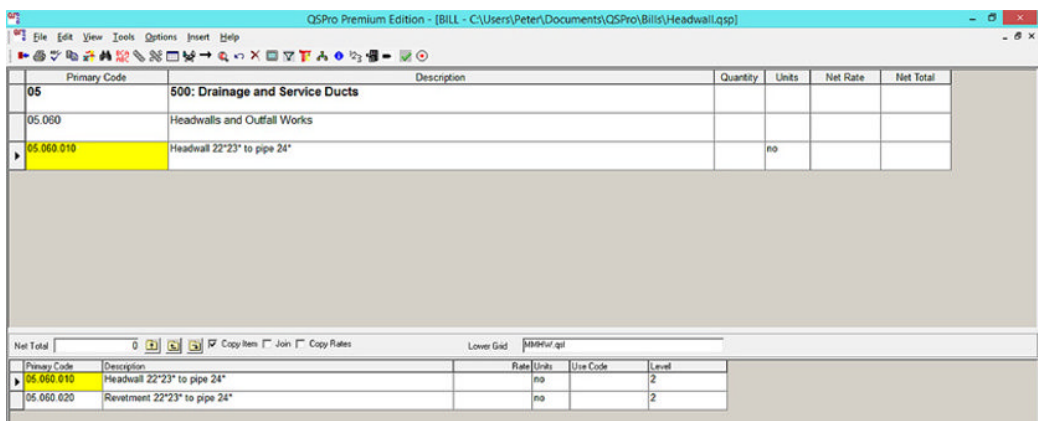 QSPro Premium Edition - [BILL - C:\Users\Peter\Documents\QSPro\Bills\Headwall.qsp]
File Edit View Tools Options Insert Help
Primary Code Description Quantity Units Net Rate Net Total
05 500: Drainage and Service Ducts
05.060 Headwalls and Outfall Works
05.060.010 Headwall 22*23* to pipe 24* no
Net Total 0 Copy Item Join Copy Rates Lower Grid MMHW.qsl
Primary Code Description Rate Units Use Code Level
05.060.010 Headwall 22*23* to pipe 24* no 2
05.060.020 Revetment 22*23* to pipe 24* no 2